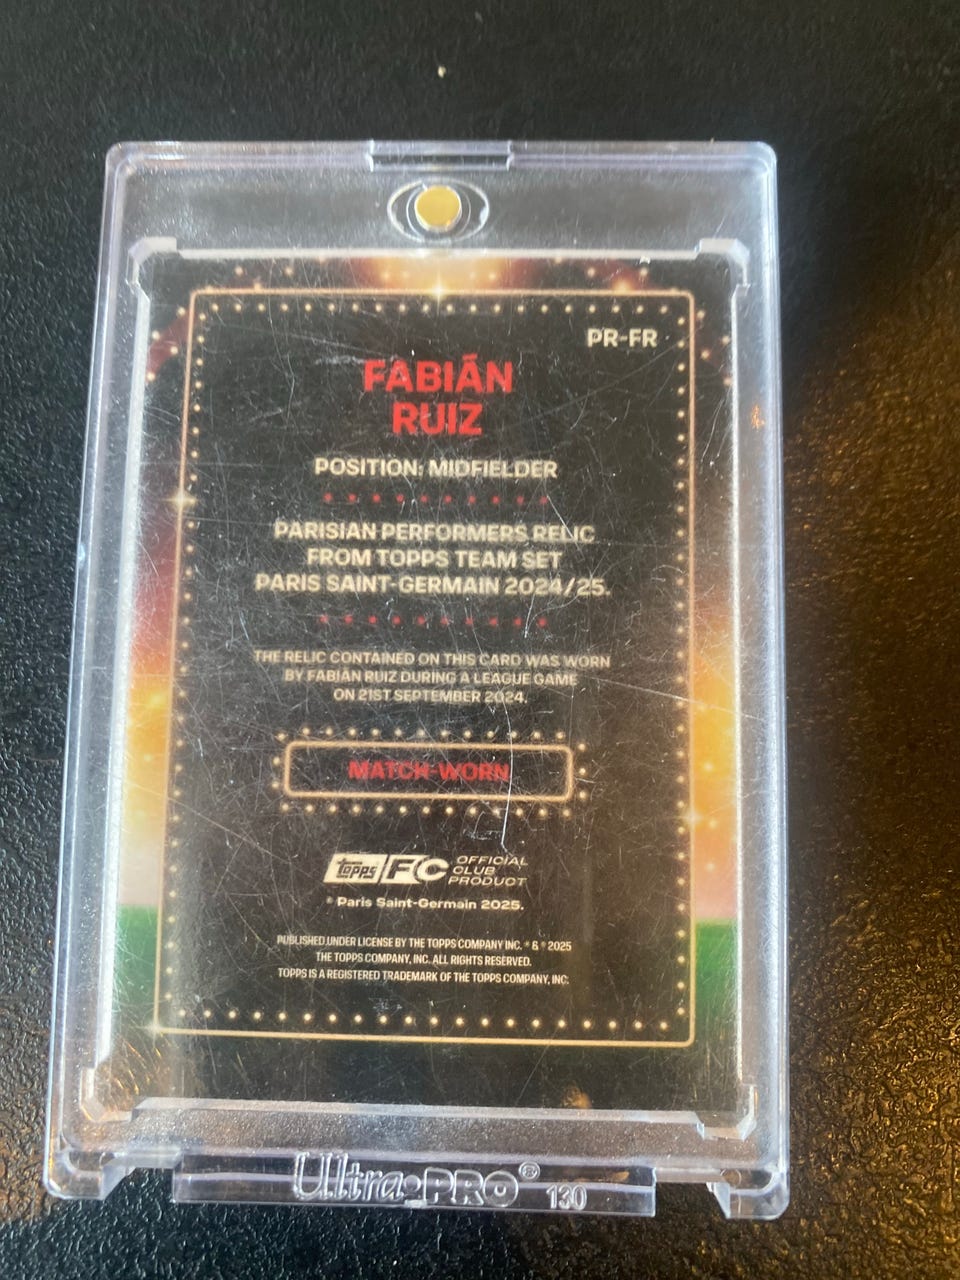 PR-FR
FABIÁN
RUIZ
POSITION: MIDFIELDER
PARISIAN PERFORMERS RELIC
FROM TOPPS TEAM SET
PARIS SAINT-GERMAIN 2024/25.
THE RELIC CONTAINED ON THIS CARD WAS WORN
BY FABIÁN RUIZ DURING A LEAGUE GAME
ON 21ST SEPTEMBER 2024.
MATCH-WORN
topps FC OFFICIAL
CLUB
PRODUCT
© Paris Saint-Germain 2025.
PUBLISHED UNDER LICENSE BY THE TOPPS COMPANY INC. ® & © 2025
THE TOPPS COMPANY, INC. ALL RIGHTS RESERVED.
TOPPS IS A REGISTERED TRADEMARK OF THE TOPPS COMPANY, INC.
Ultra•PRO® 130